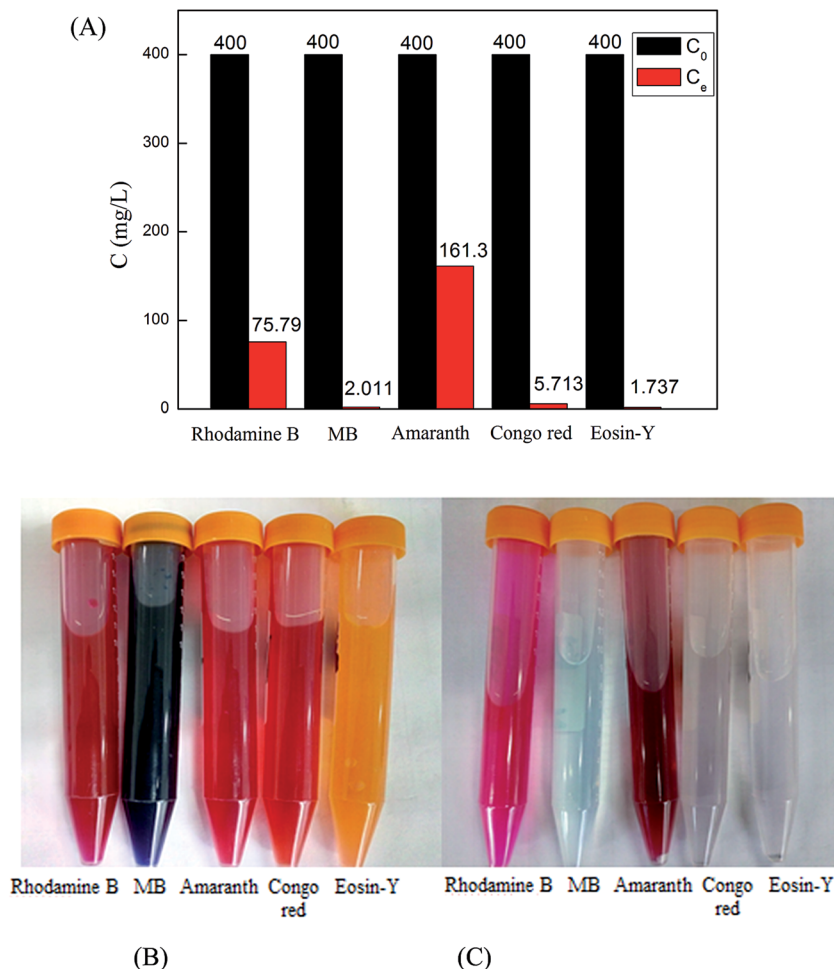 (A)
400 400 400 400 400
C0
Ce
400
300
200
100
0
C (mg/L)
75.79
2.011
161.3
5.713
1.737
Rhodamine B MB Amaranth Congo red Eosin-Y
Rhodamine B MB Amaranth Congo red Eosin-Y
Rhodamine B MB Amaranth Congo red Eosin-Y
(B) (C)